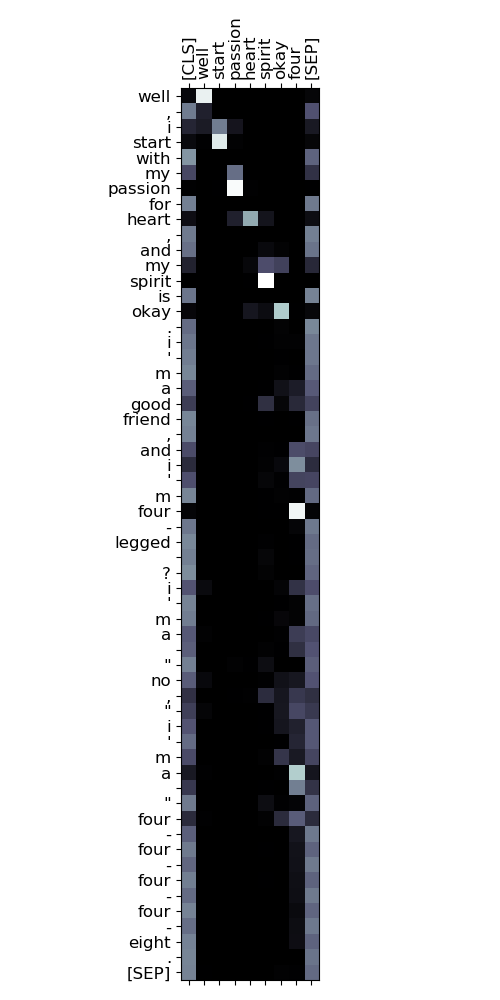 [CLS]
well
start
passion
heart
spirit
okay
four
[SEP]
well
,
i
start
with
my
passion
for
heart
,
and
my
spirit
is
okay
.
i
'
m
a
good
friend
,
and
i
'
m
four
-
legged
?
i
'
m
a
"
no
,
"
i
'
m
a
"
four
-
four
-
four
-
four
-
eight
.
[SEP]